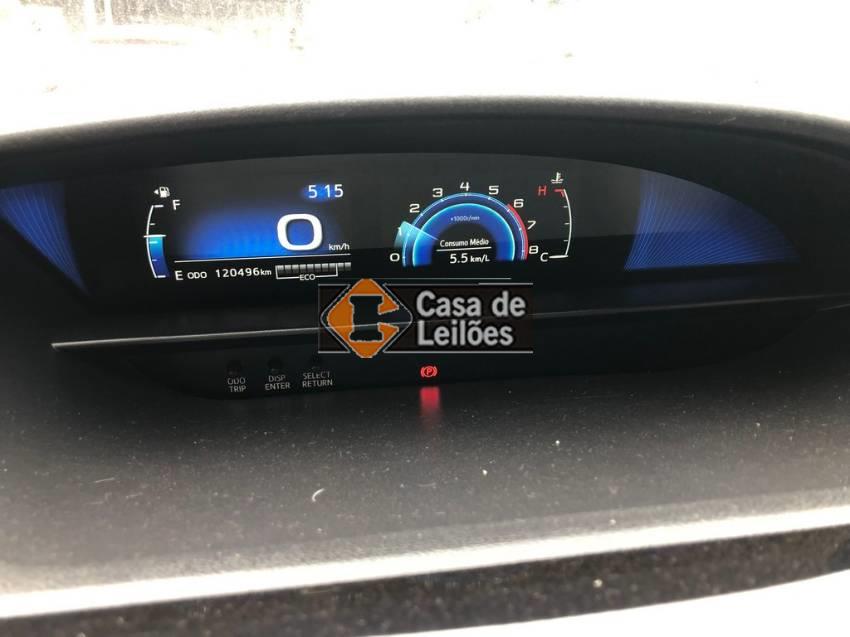 F
5:15
0
km/h
E ODO 120496km
ECO
0 1 2 3 4 5 6 7 8
×1000r/min
Consumo Médio
5.5 km/L
H
C
Casa de
Leilões
ODO
TRIP
DISP
ENTER
SELECT
RETURN
P